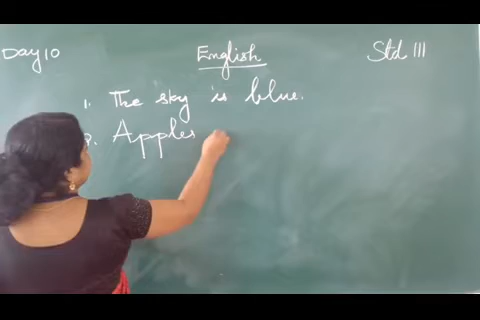 Day 10 English Std III
1. The sky is blue.
2. Apples